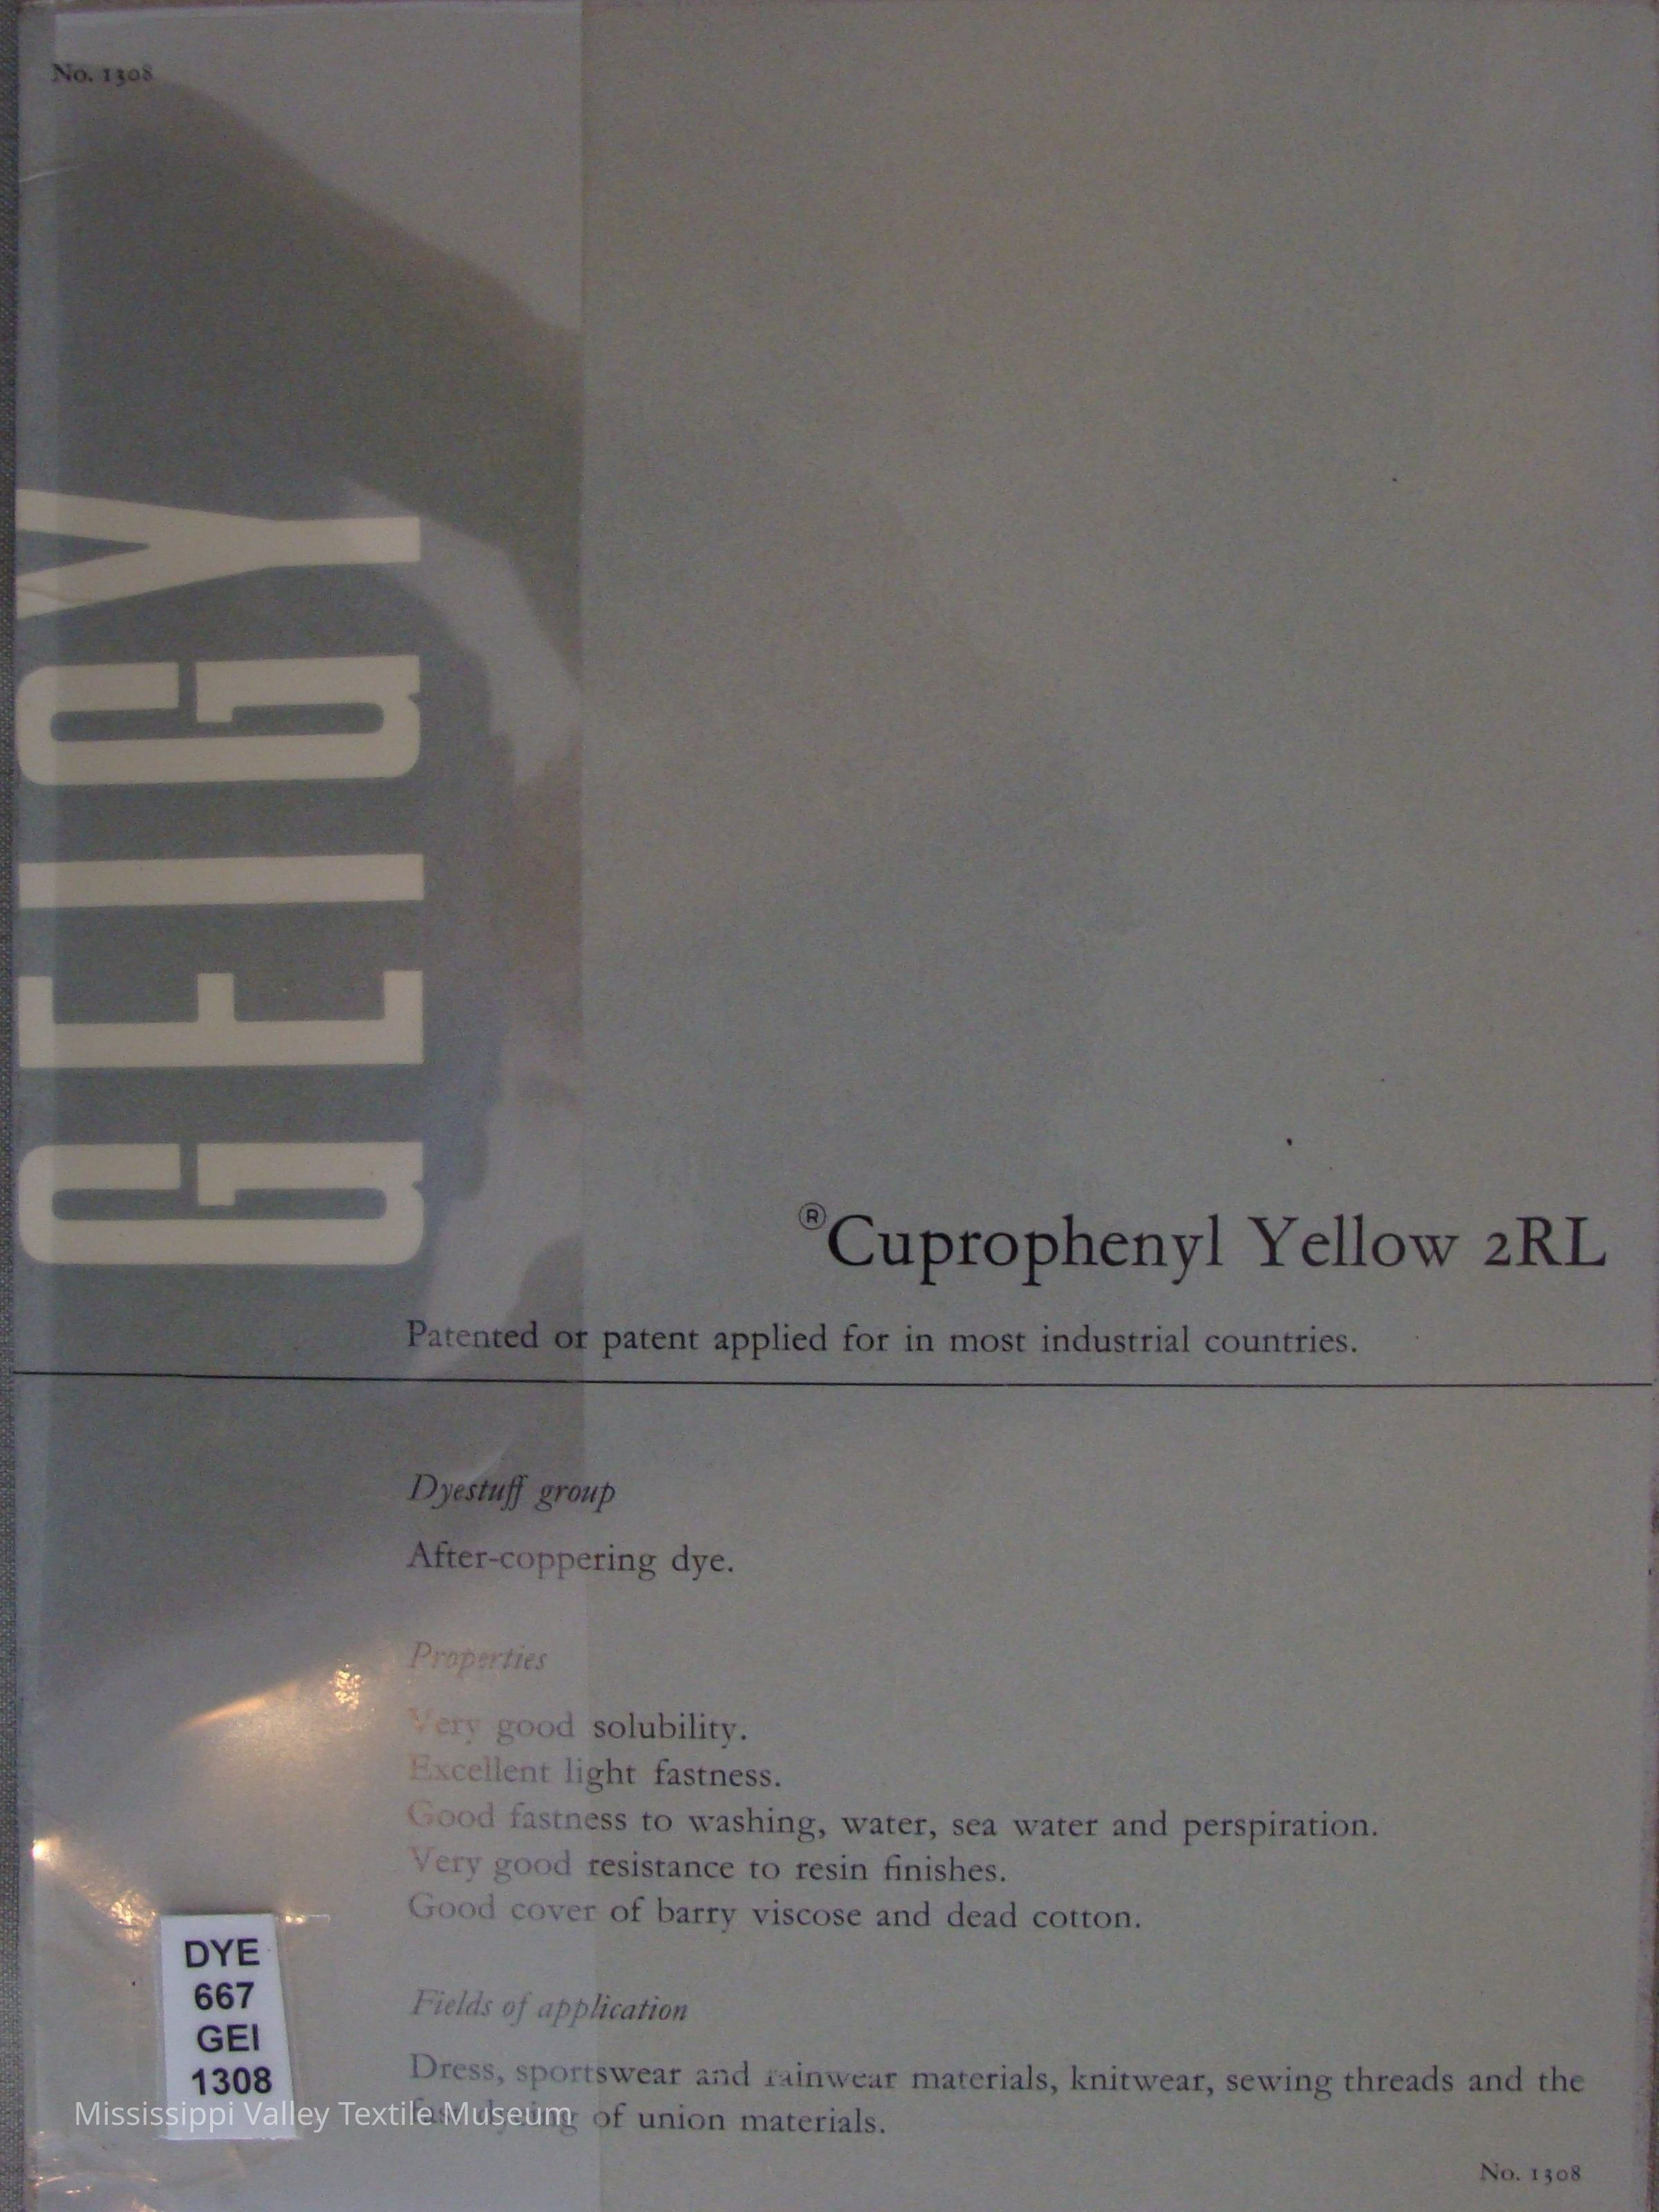 No. 1308
GEIGY
®Cuprophenyl Yellow 2RL
Patented or patent applied for in most industrial countries.
Dyestuff group
After-coppering dye.
Properties
Very good solubility.
Excellent light fastness.
Good fastness to washing, water, sea water and perspiration.
Very good resistance to resin finishes.
Good cover of barry viscose and dead cotton.
Fields of application
Dress, sportswear and rainwear materials, knitwear, sewing threads and the
of union materials.
No. 1308
DYE
667
GEI
1308
Mississippi Valley Textile Museum